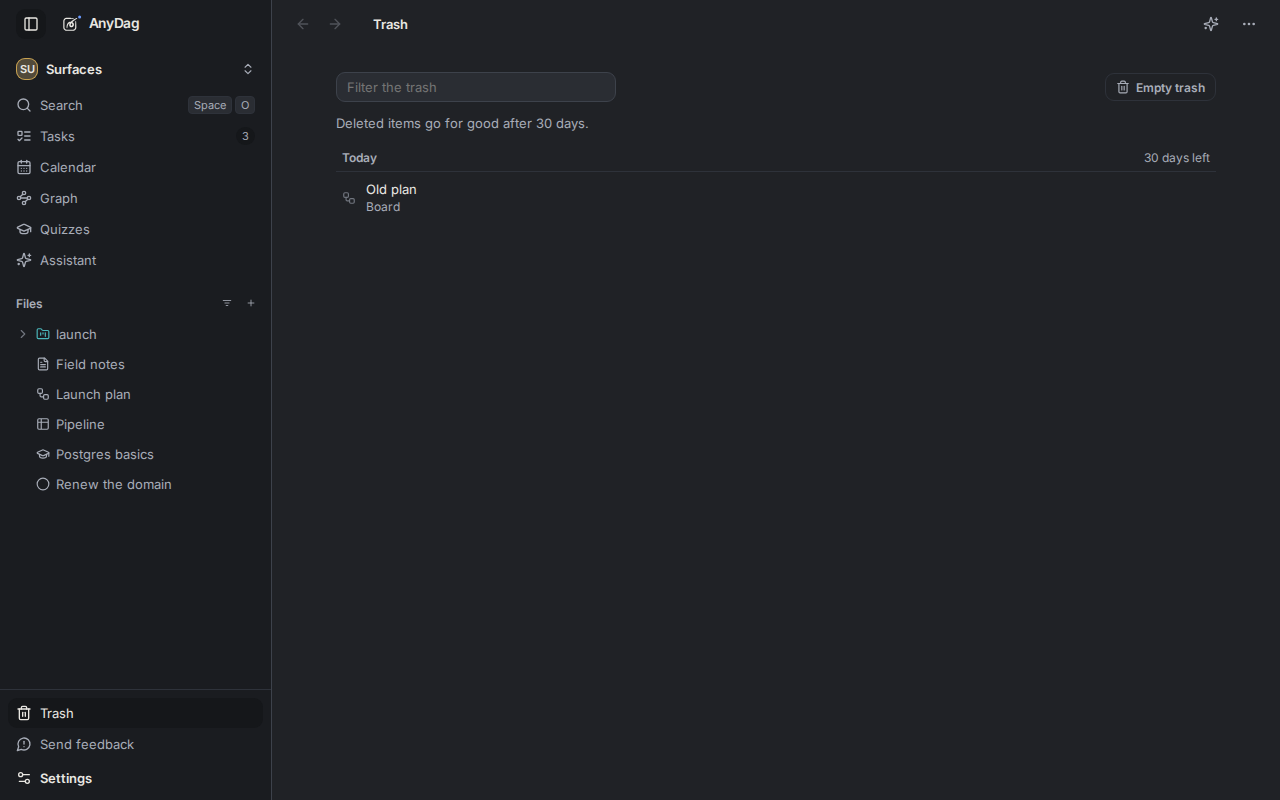 AnyDag
Trash
SU Surfaces
Search Space O
Tasks 3
Calendar
Graph
Quizzes
Assistant
Files
launch
Field notes
Launch plan
Pipeline
Postgres basics
Renew the domain
Trash
Send feedback
Settings
Filter the trash
Empty trash
Deleted items go for good after 30 days.
Today 30 days left
Old plan
Board